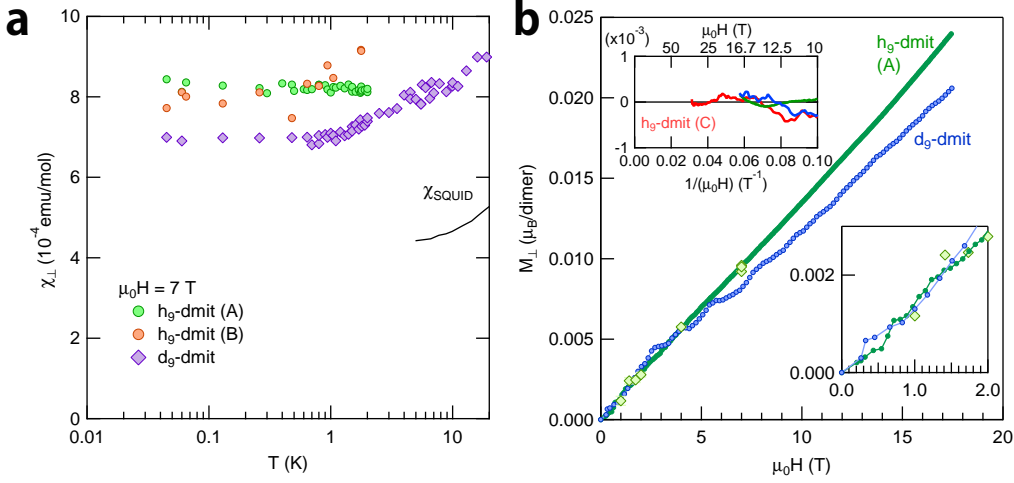 a
χ⊥ (10⁻⁴ emu/mol)
10
8
6
4
2
0
χSQUID
μ₀H = 7 T
h₉-dmit (A)
h₉-dmit (B)
d₉-dmit
0.01
0.1
1
10
T (K)
b
M⊥ (μB/dimer)
0.025
0.020
0.015
0.010
0.005
0.000
μ₀H (T)
(x10⁻³)
50
25
16.7
12.5
10
1
0
-1
h₉-dmit (C)
0.00
0.02
0.04
0.06
0.08
0.10
1/(μ₀H) (T⁻¹)
h₉-dmit
(A)
d₉-dmit
0.002
0.000
0.0
1.0
2.0
0
5
10
15
20
μ₀H (T)